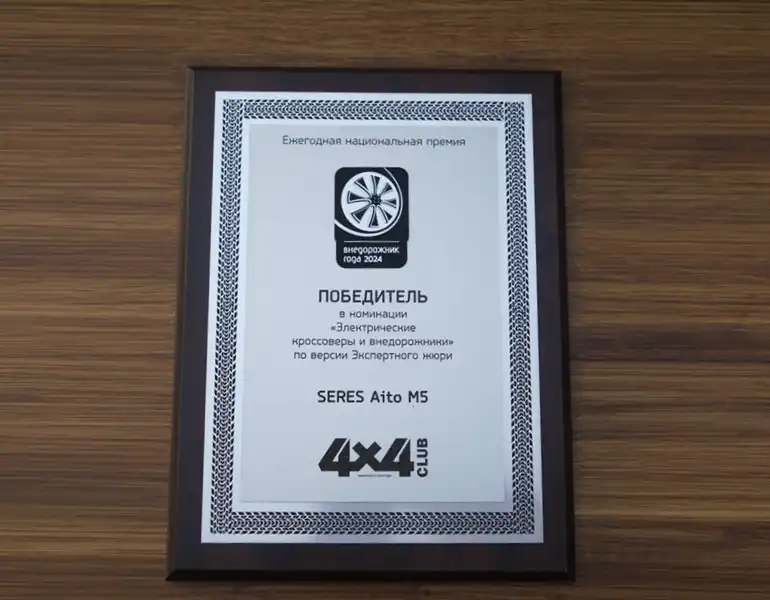 Ежегодная национальная премия
внедорожник
года 2024
ПОБЕДИТЕЛЬ
в номинации
«Электрические
кроссоверы и внедорожники»
по версии Экспертного жюри
SERES Aito M5
4x4
CLUB